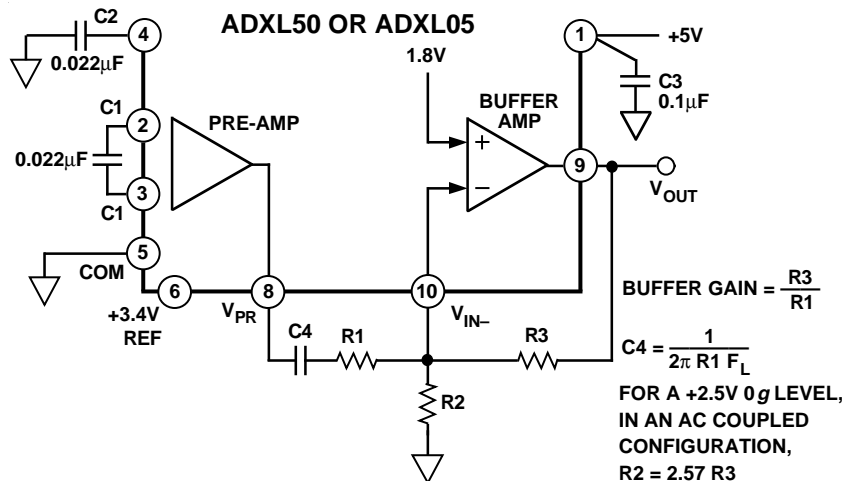 ADXL50 OR ADXL05
C2
4
0.022µF
1
+5V
1.8V
C3
0.1µF
BUFFER
AMP
C1
2
PRE-AMP
0.022µF
+
−
9
3
C1
V_OUT
5
COM
6
+3.4V
REF
8
V_PR
10
V_IN–
BUFFER GAIN = R3/R1
C4
R1
R3
R2
C4 = 1/(2π R1 F_L)
FOR A +2.5V 0g LEVEL,
IN AN AC COUPLED
CONFIGURATION,
R2 = 2.57 R3